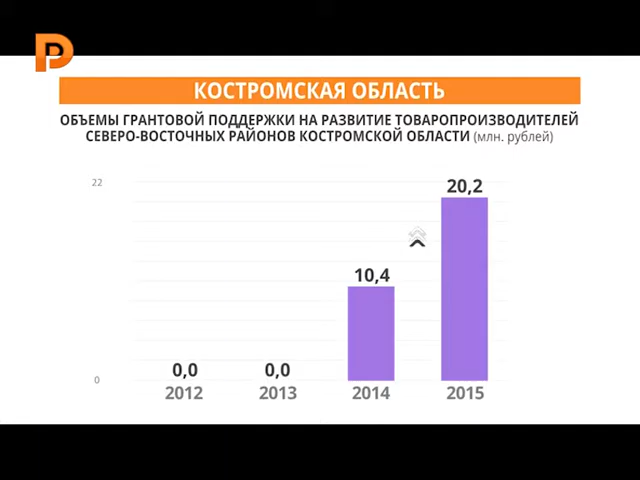 КОСТРОМСКАЯ ОБЛАСТЬ
ОБЪЕМЫ ГРАНТОВОЙ ПОДДЕРЖКИ НА РАЗВИТИЕ ТОВАРОПРОИЗВОДИТЕЛЕЙ
СЕВЕРО-ВОСТОЧНЫХ РАЙОНОВ КОСТРОМСКОЙ ОБЛАСТИ (млн. рублей)
22
20,2
10,4
0,0 0,0
0
2012 2013 2014 2015